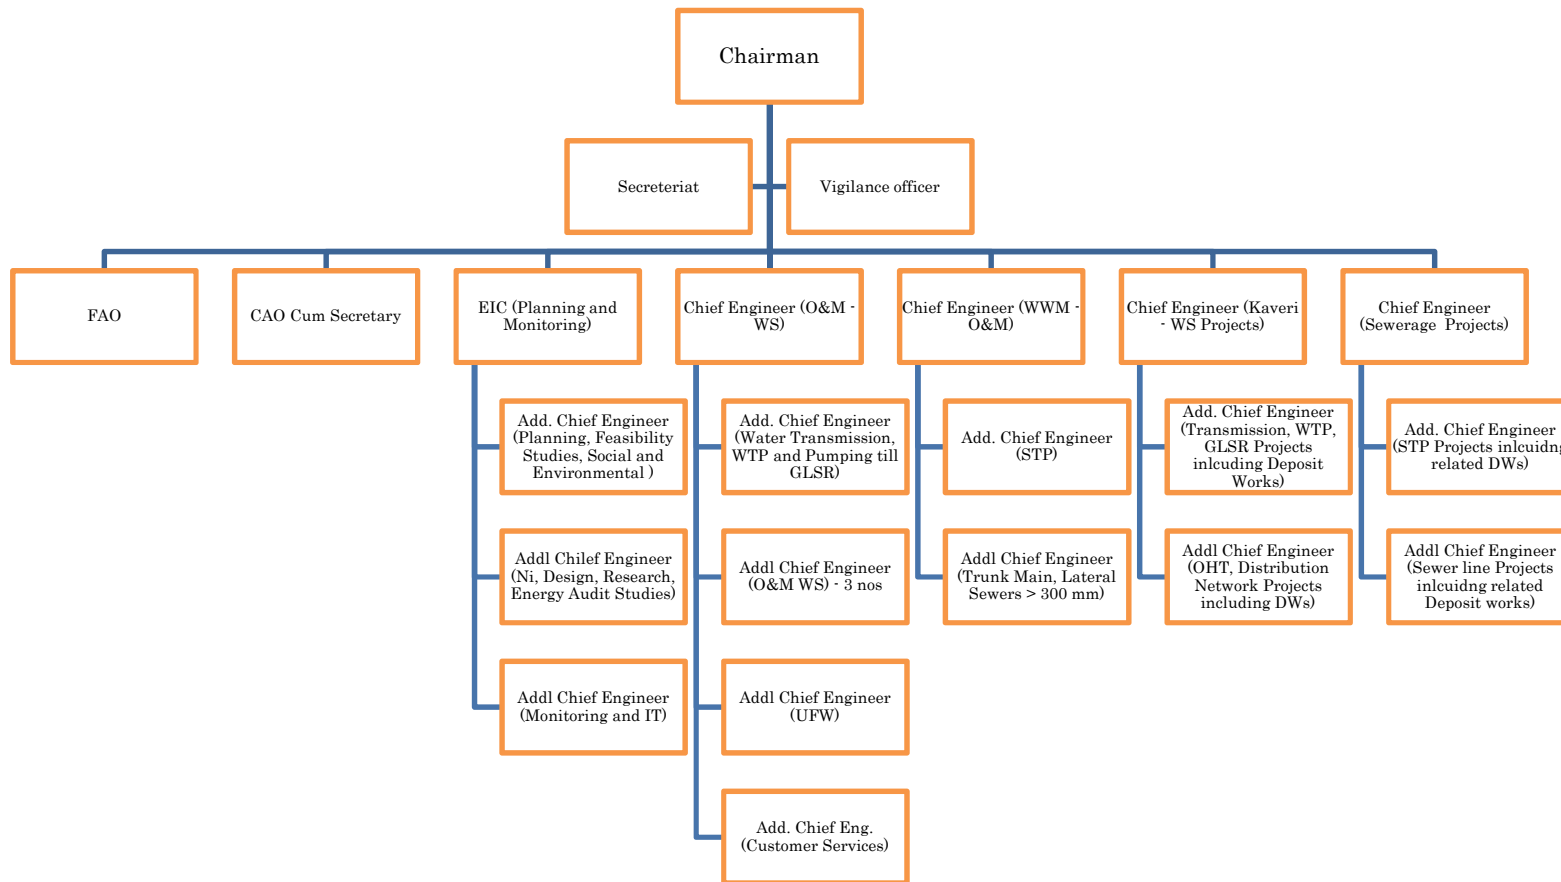 Chairman
Secreteriat
Vigilance officer
FAO
CAO Cum Secretary
EIC (Planning and
Monitoring)
Chief Engineer (O&M -
WS)
Chief Engineer (WWM -
O&M)
Chief Engineer (Kaveri
- WS Projects)
Chief Engineer
(Sewerage Projects)
Add. Chief Engineer
(Planning, Feasibility
Studies, Social and
Environmental )
Addl Chilef Engineer
(Ni, Design, Research,
Energy Audit Studies)
Addl Chief Engineer
(Monitoring and IT)
Add. Chief Engineer
(Water Transmission,
WTP and Pumping till
GLSR)
Addl Chief Engineer
(O&M WS) - 3 nos
Addl Chief Engineer
(UFW)
Add. Chief Eng.
(Customer Services)
Add. Chief Engineer
(STP)
Addl Chief Engineer
(Trunk Main, Lateral
Sewers > 300 mm)
Add. Chief Engineer
(Transmission, WTP,
GLSR Projects
inlcuding Deposit
Works)
Addl Chief Engineer
(OHT, Distribution
Network Projects
including DWs)
Add. Chief Engineer
(STP Projects inlcuidng
related DWs)
Addl Chief Engineer
(Sewer line Projects
inlcuidng related
Deposit works)